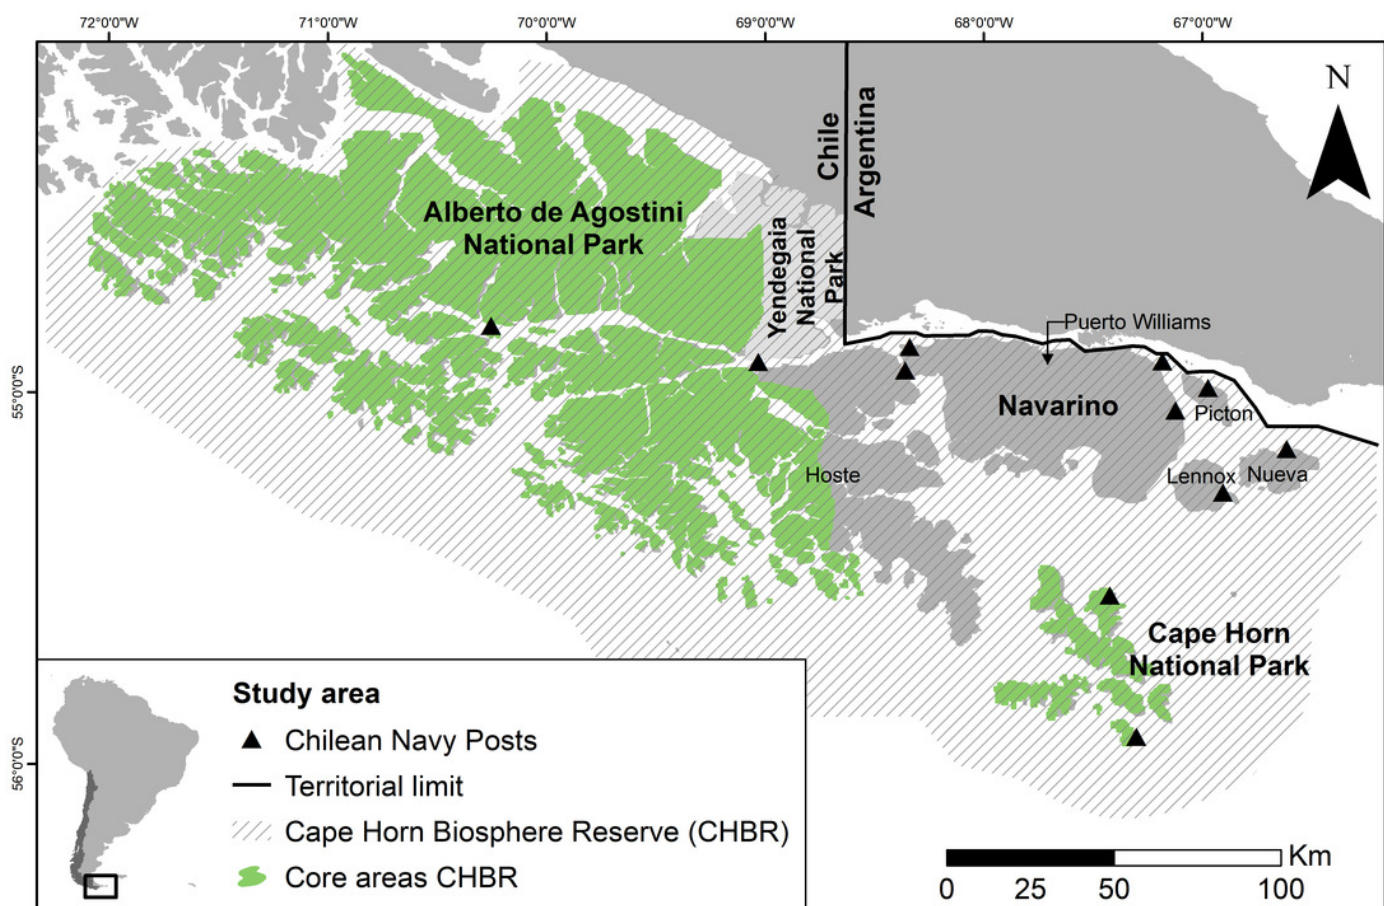 72°0'0"W
71°0'0"W
70°0'0"W
69°0'0"W
68°0'0"W
67°0'0"W
N
Chile
Argentina
Alberto de Agostini
National Park
Yendegaia
National
Park
Puerto Williams
55°0'0"S
Navarino
Picton
Hoste
Lennox
Nueva
Cape Horn
National Park
56°0'0"S
Study area
Chilean Navy Posts
Territorial limit
Cape Horn Biosphere Reserve (CHBR)
Core areas CHBR
Km
0 25 50 100